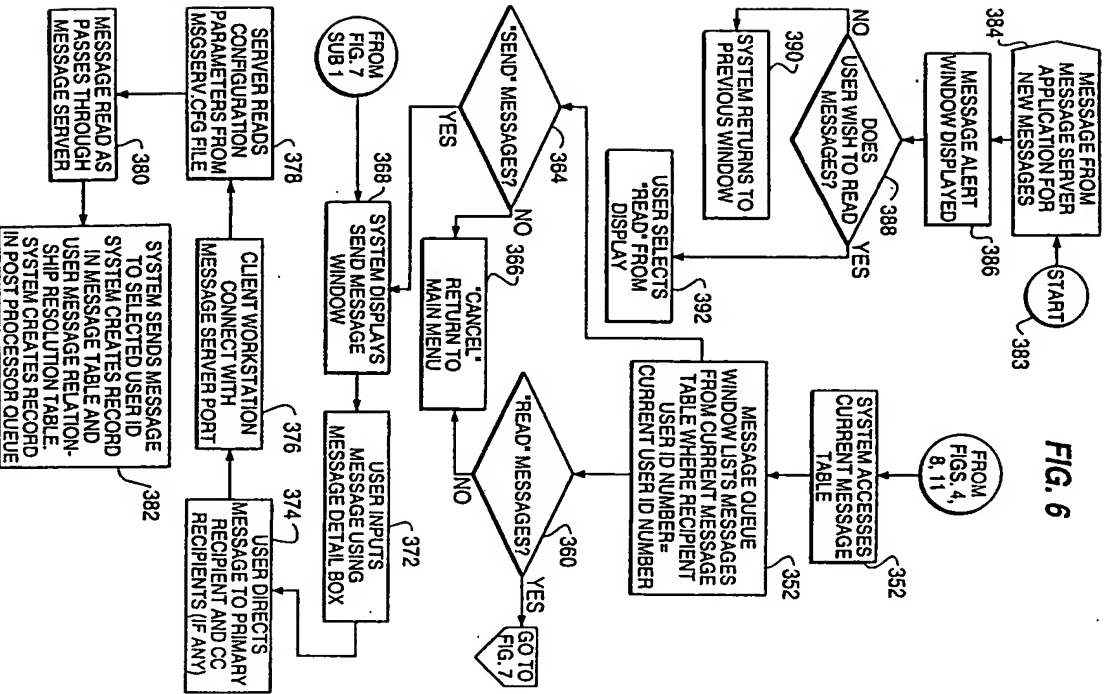 FIG. 6
START
383
MESSAGE FROM
MESSAGE SERVER
APPLICATION FOR
NEW MESSAGES
384
MESSAGE ALERT
WINDOW DISPLAYED
386
DOES
USER WISH TO READ
MESSAGES?
388
NO
YES
SYSTEM RETURNS TO
PREVIOUS WINDOW
390
USER SELECTS
"READ" FROM
DISPLAY
392
FROM
FIGS. 4,
8, 11
SYSTEM ACCESSES
CURRENT MESSAGE
TABLE
352
MESSAGE QUEUE
WINDOW LISTS MESSAGES
FROM CURRENT MESSAGE
TABLE WHERE RECIPIENT
USER ID NUMBER=
CURRENT USER ID NUMBER
352
"READ" MESSAGES?
360
YES
GO TO
FIG. 7
NO
"SEND" MESSAGES?
364
NO
YES
"CANCEL"
RETURN TO
MAIN MENU
366
FROM
FIG. 7
SUB 1
SYSTEM DISPLAYS
SEND MESSAGE
WINDOW
368
USER INPUTS
MESSAGE USING
MESSAGE DETAIL BOX
372
USER DIRECTS
MESSAGE TO PRIMARY
RECIPIENT AND CC
RECIPIENTS (IF ANY)
374
CLIENT WORKSTATION
CONNECT WITH
MESSAGE SERVER PORT
376
SERVER READS
CONFIGURATION
PARAMETERS FROM
MSGSERV.CFG FILE
378
MESSAGE READ AS
PASSES THROUGH
MESSAGE SERVER
380
SYSTEM SENDS MESSAGE
TO SELECTED USER ID
SYSTEM CREATES RECORD
IN MESSAGE TABLE AND
USER MESSAGE RELATION-
SHIP RESOLUTION TABLE.
SYSTEM CREATES RECORD
IN POST PROCESSOR QUEUE
382